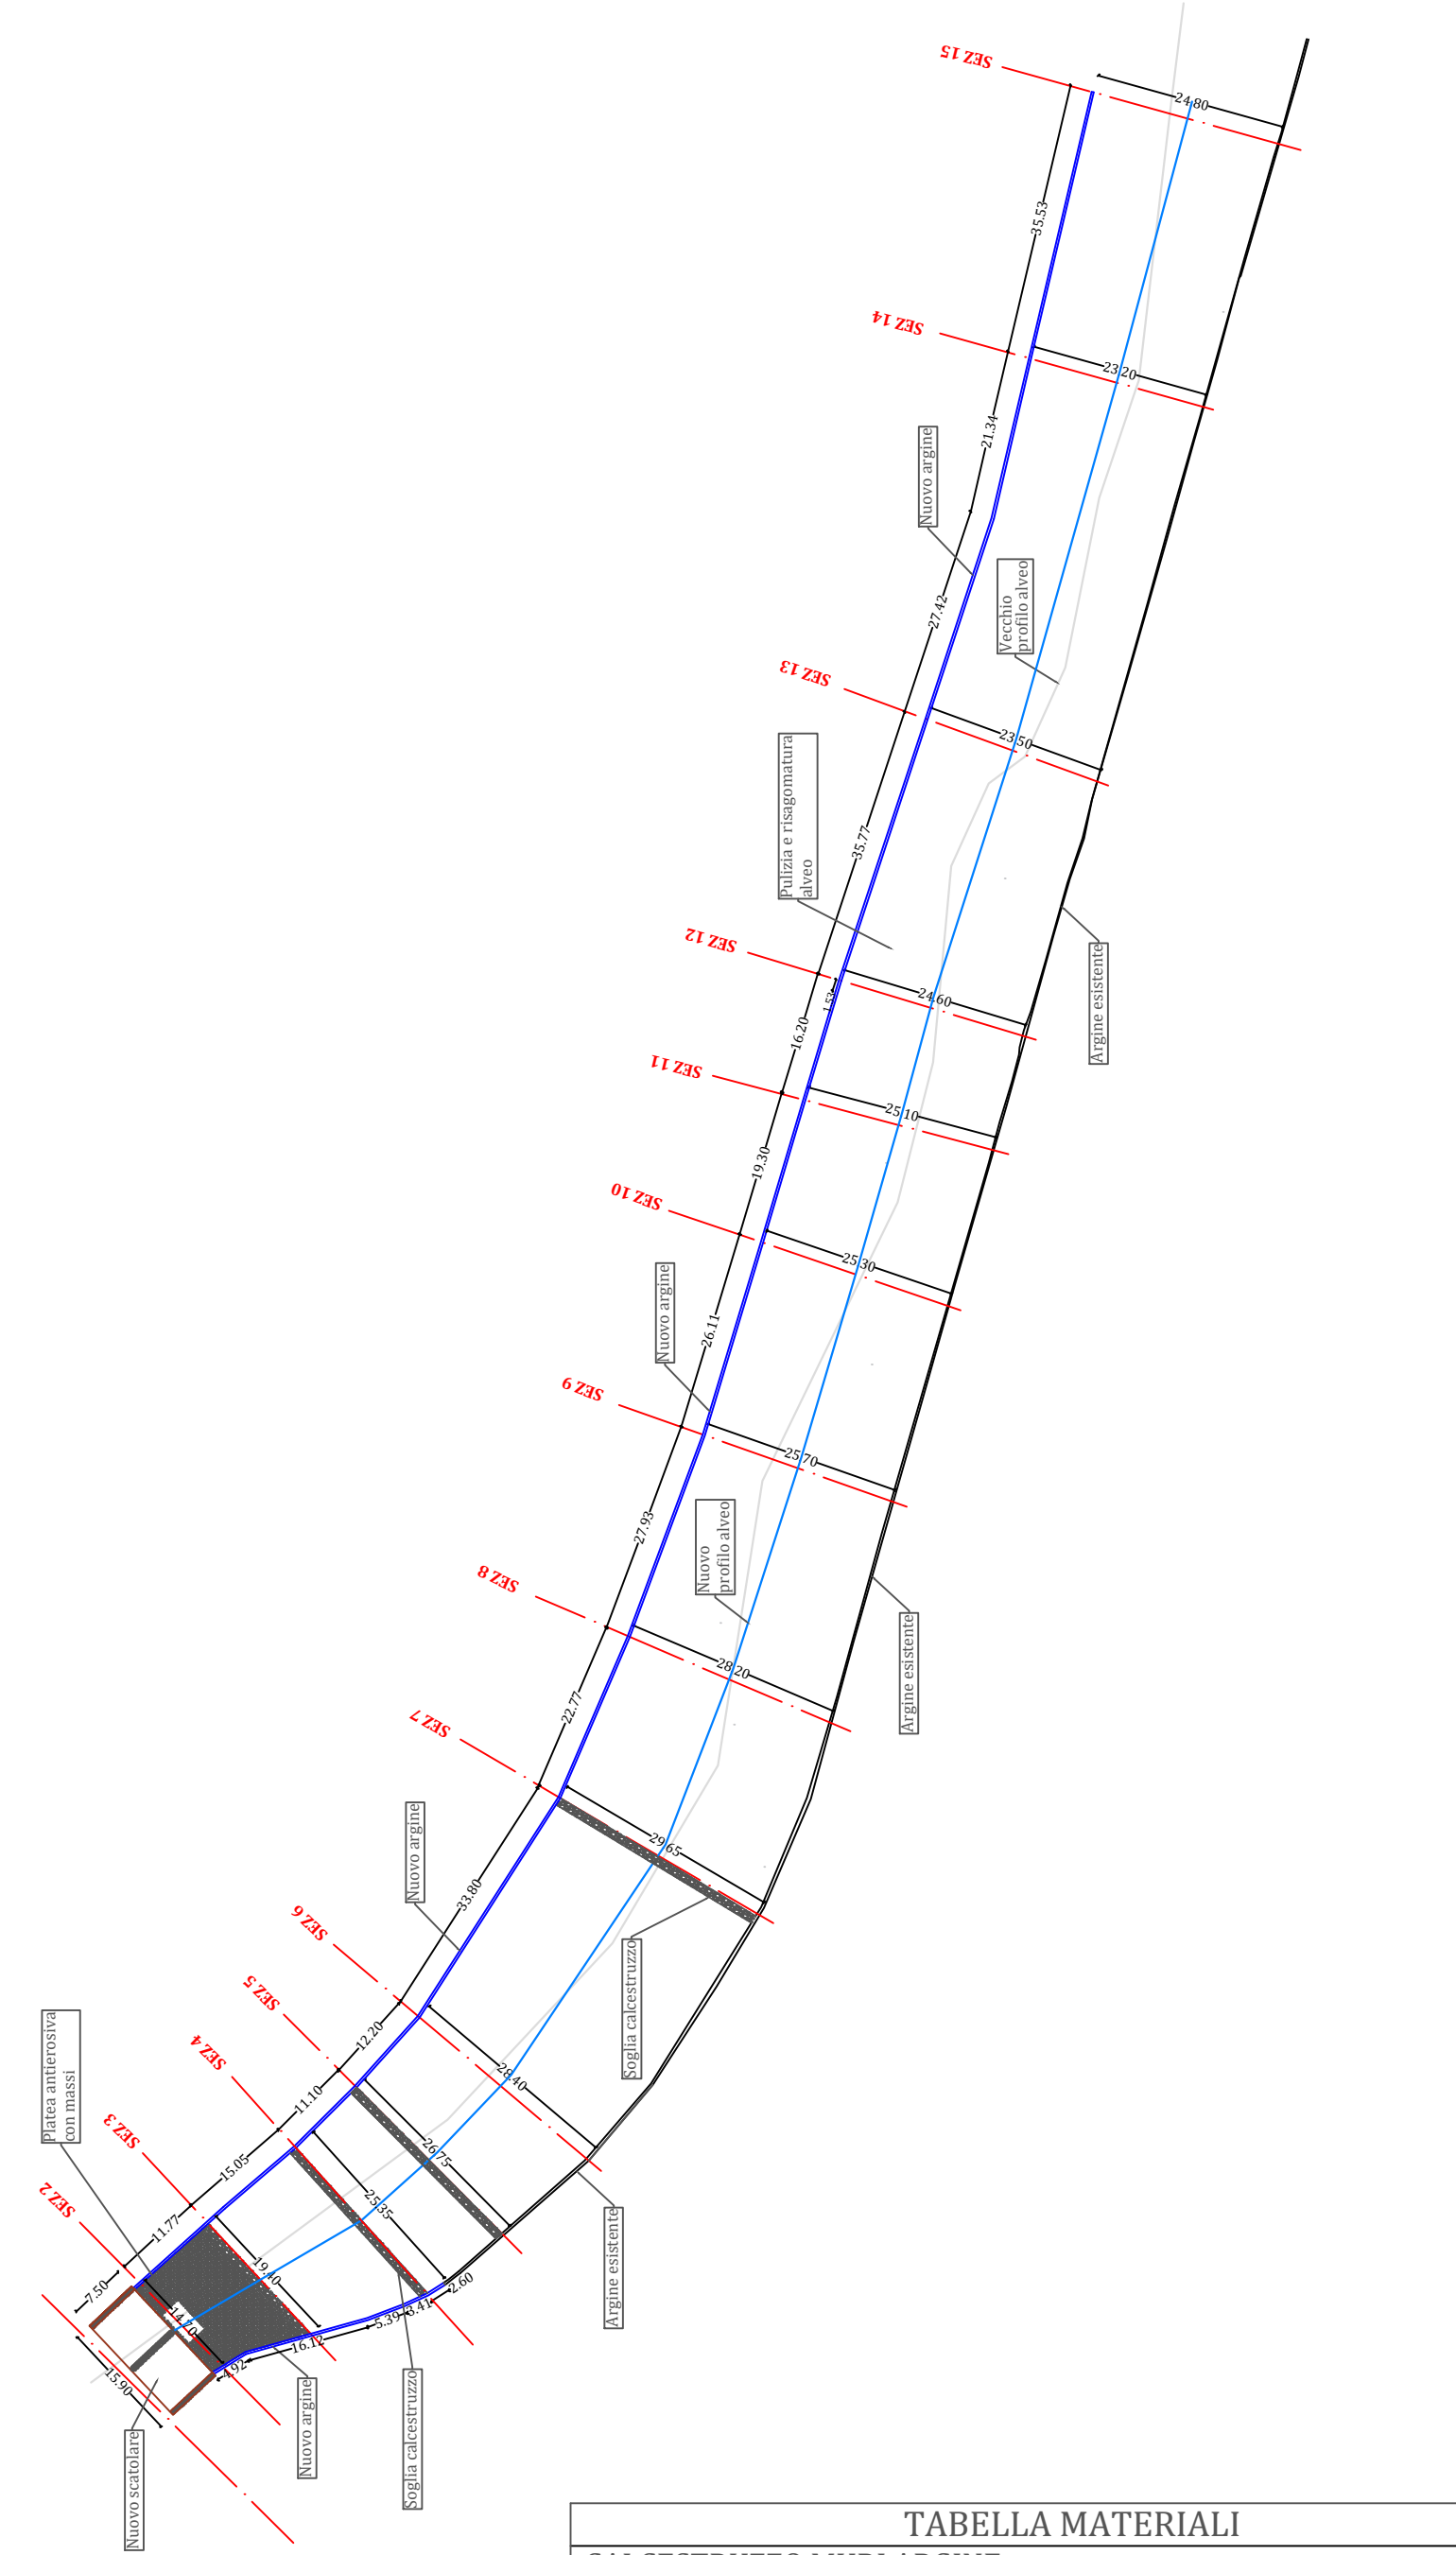 SEZ 15
24.80
35.53
SEZ 14
23.20
21.34
Nuovo argine
27.42
Vecchio
profilo alveo
SEZ 13
23.50
Pulizia e risagomatura
alveo
35.77
SEZ 12
24.60
1.53
16.20
Argine esistente
SEZ 11
25.10
19.30
SEZ 10
25.30
Nuovo argine
26.11
SEZ 9
25.70
27.93
Nuovo
profilo alveo
SEZ 8
28.20
Argine esistente
22.77
SEZ 7
29.65
Nuovo argine
33.80
Soglia calcestruzzo
SEZ 6
28.40
SEZ 5
12.20
26.75
SEZ 4
11.10
25.35
Platea antierosiva
con massi
SEZ 3
15.05
19.40
Argine esistente
SEZ 2
11.77
7.50
14.70
2.60
3.41
5.39
16.12
4.92
15.90
Nuovo argine
Soglia calcestruzzo
Nuovo scatolare
TABELLA MATERIALI